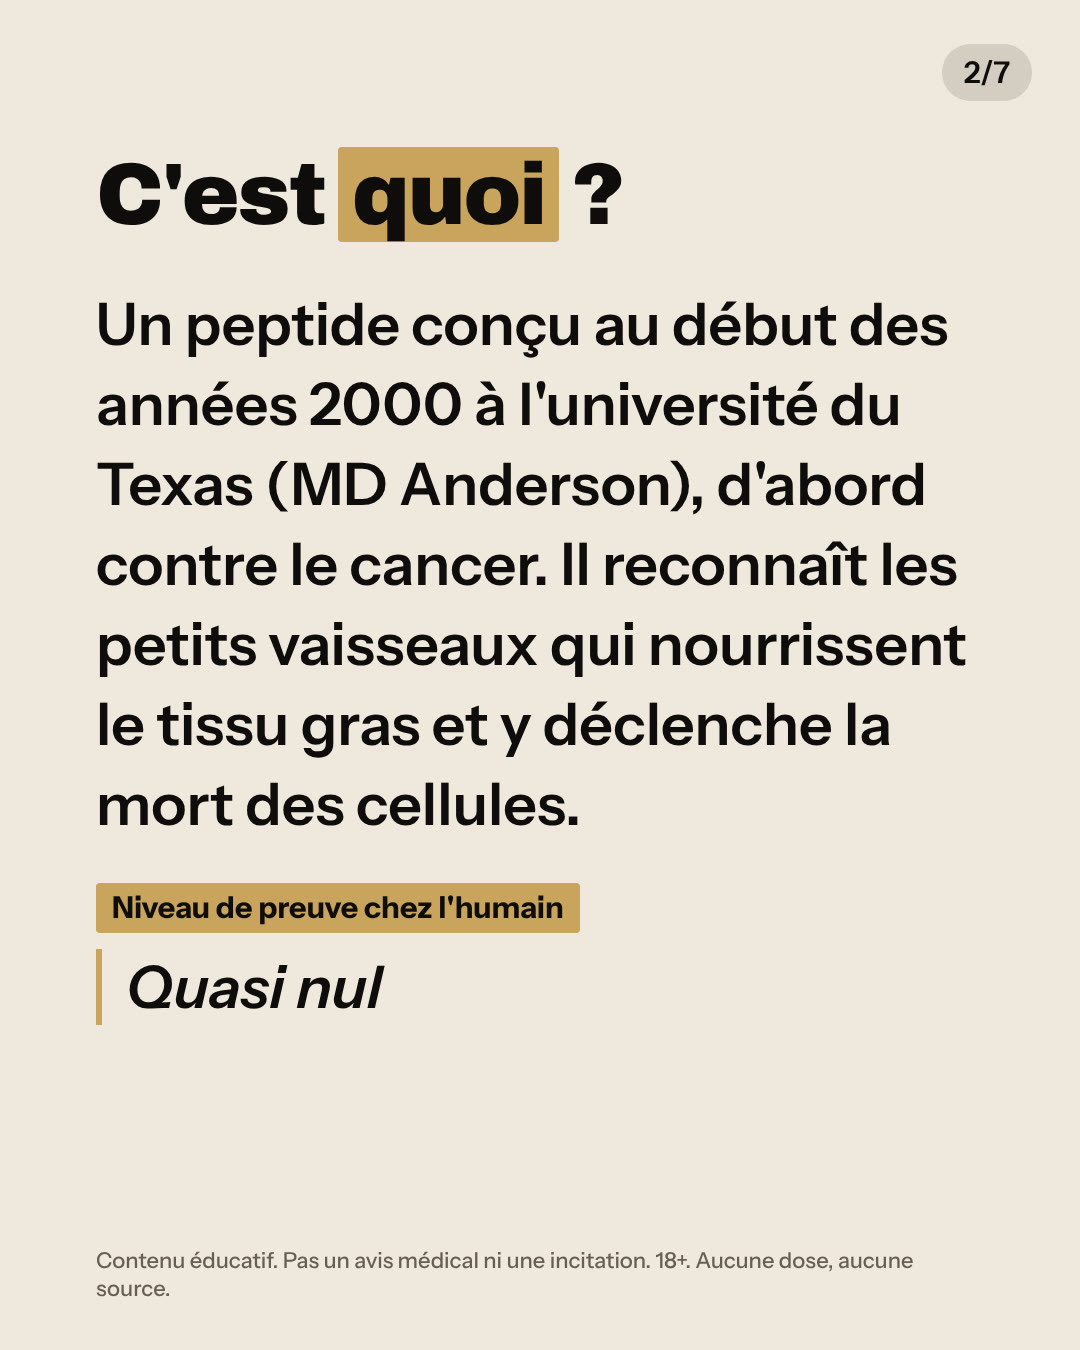 2/7
C'est quoi ?
Un peptide conçu au début des
années 2000 à l'université du
Texas (MD Anderson), d'abord
contre le cancer. Il reconnaît les
petits vaisseaux qui nourrissent
le tissu gras et y déclenche la
mort des cellules.
Niveau de preuve chez l'humain
Quasi nul
Contenu éducatif. Pas un avis médical ni une incitation. 18+. Aucune dose, aucune
source.